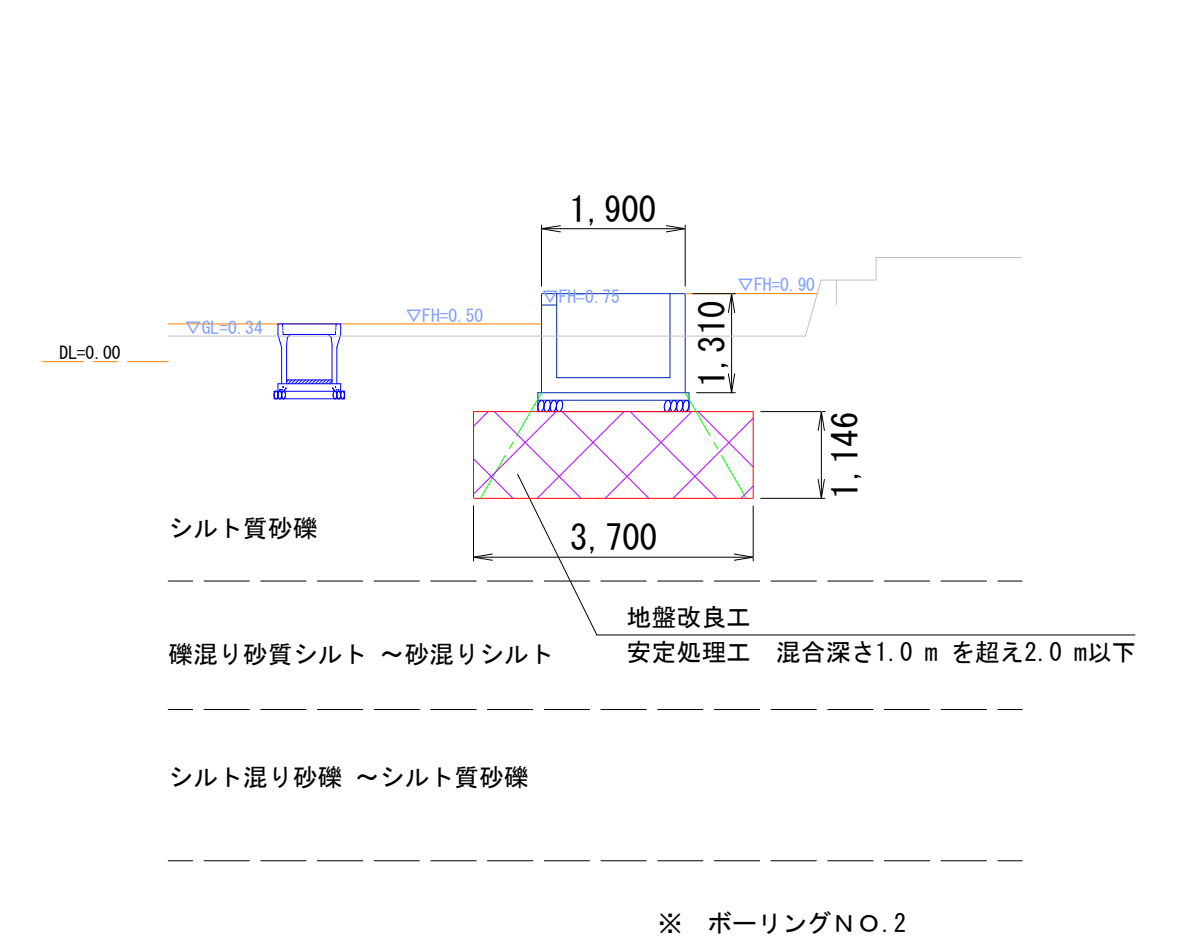 1,900
▽FH=0.90
▽FH=0.75
▽FH=0.50
▽GL=0.34
1,310
DL=0.00
1,146
シルト質砂礫
3,700
地盤改良工
礫混り砂質シルト ～砂混りシルト
安定処理工　混合深さ1.0 m を超え2.0 m以下
シルト混り砂礫 ～シルト質砂礫
※　ボーリングＮＯ.2